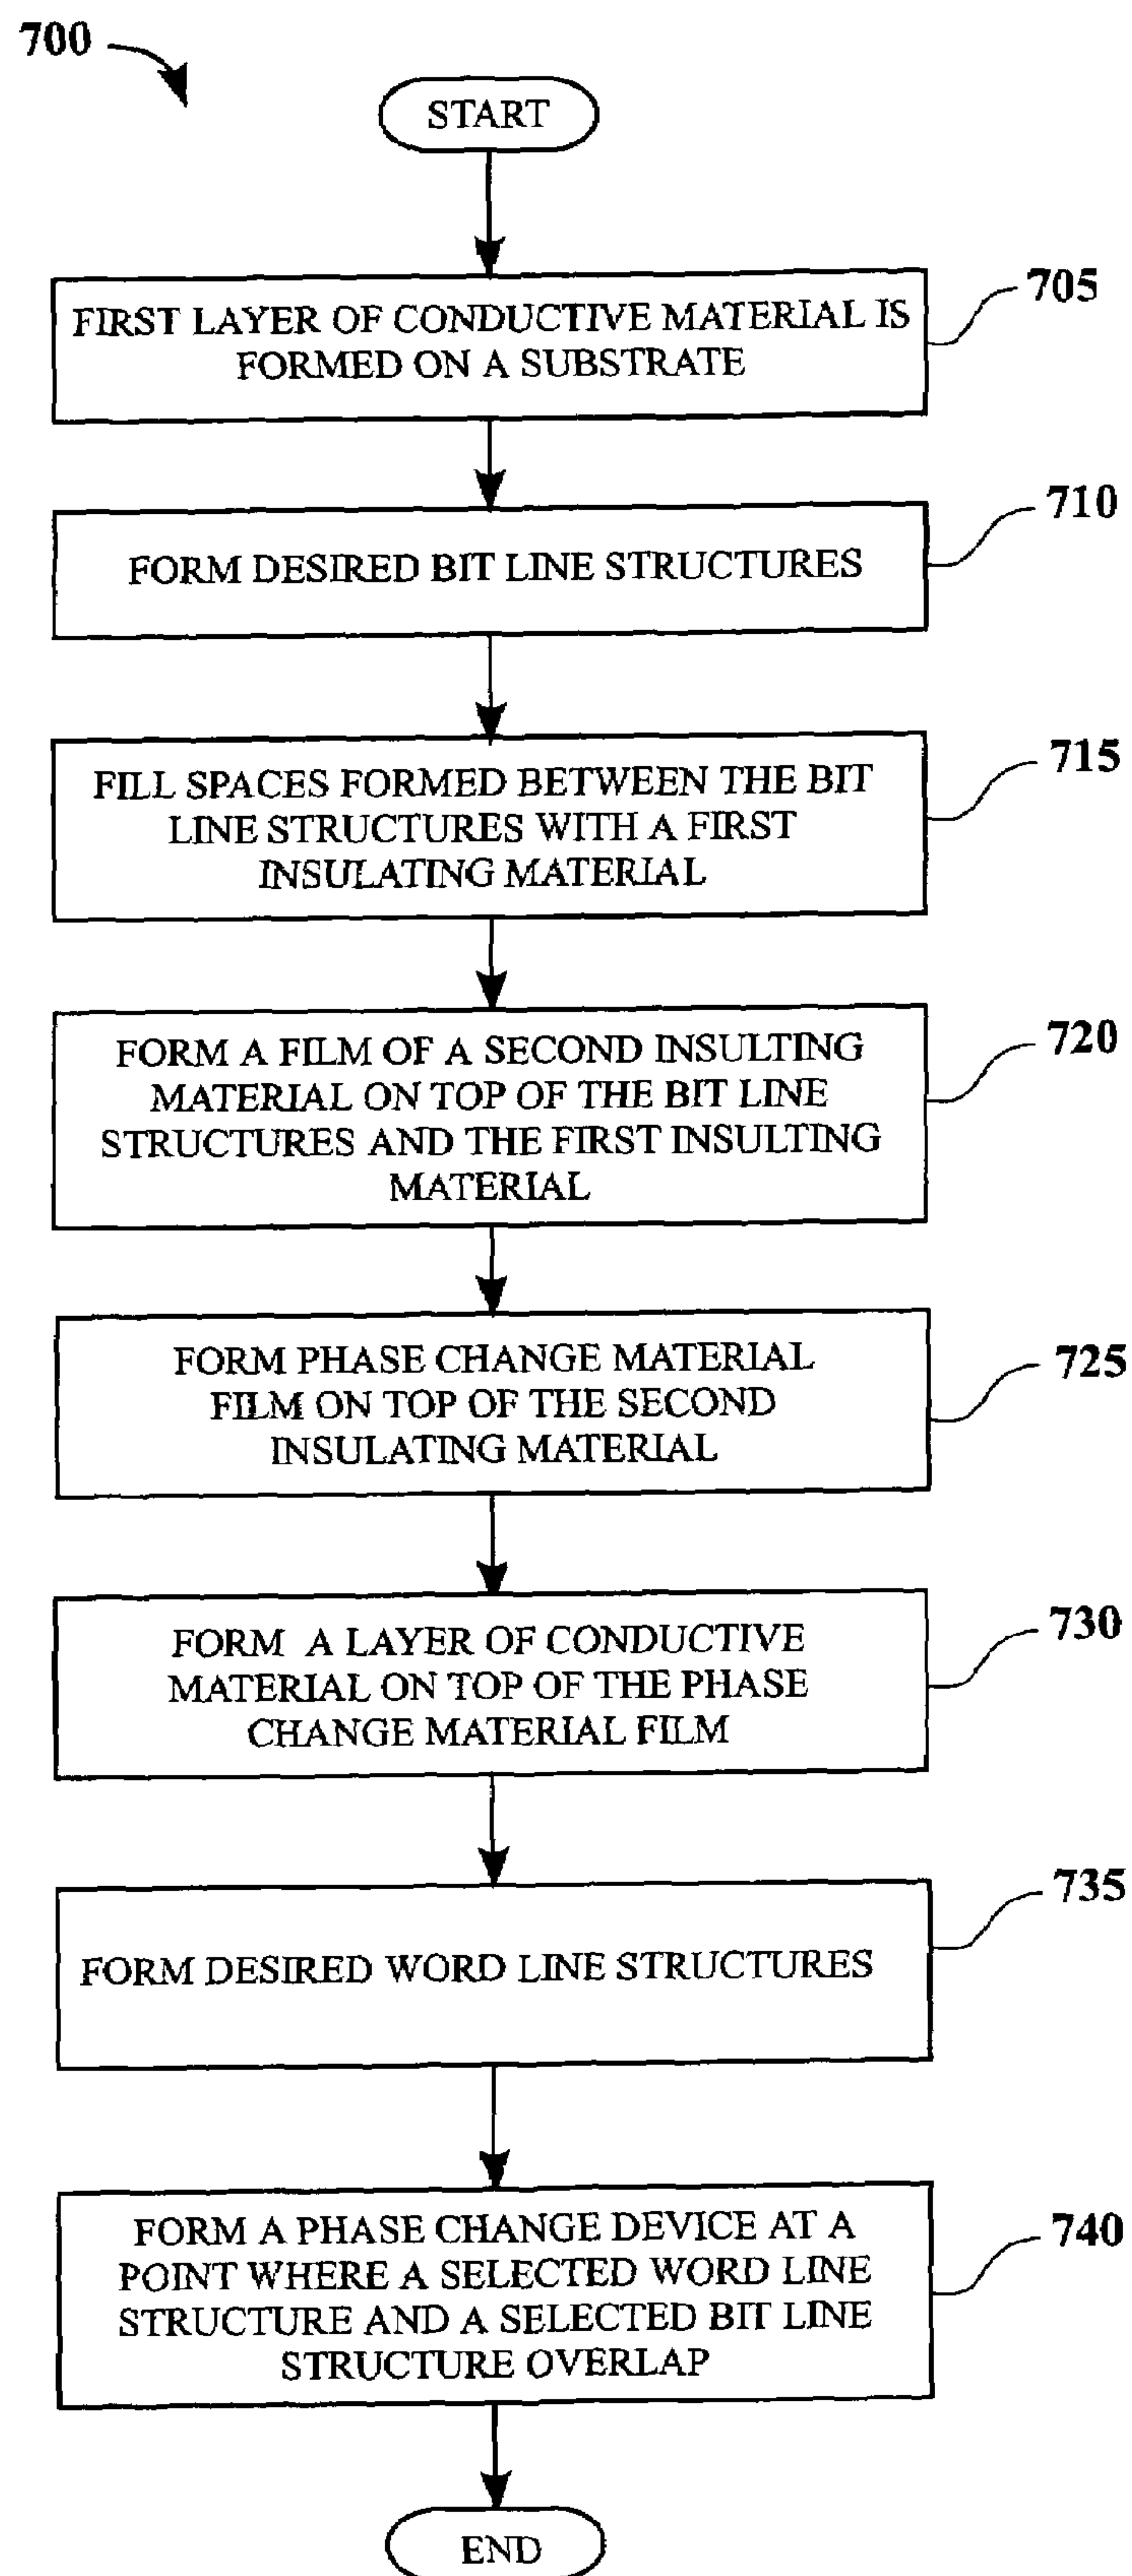 700
START
FIRST LAYER OF CONDUCTIVE MATERIAL IS
FORMED ON A SUBSTRATE
705
FORM DESIRED BIT LINE STRUCTURES
710
FILL SPACES FORMED BETWEEN THE BIT
LINE STRUCTURES WITH A FIRST
INSULATING MATERIAL
715
FORM A FILM OF A SECOND INSULTING
MATERIAL ON TOP OF THE BIT LINE
STRUCTURES AND THE FIRST INSULTING
MATERIAL
720
FORM PHASE CHANGE MATERIAL
FILM ON TOP OF THE SECOND
INSULATING MATERIAL
725
FORM A LAYER OF CONDUCTIVE
MATERIAL ON TOP OF THE PHASE
CHANGE MATERIAL FILM
730
FORM DESIRED WORD LINE STRUCTURES
735
FORM A PHASE CHANGE DEVICE AT A
POINT WHERE A SELECTED WORD LINE
STRUCTURE AND A SELECTED BIT LINE
STRUCTURE OVERLAP
740
END